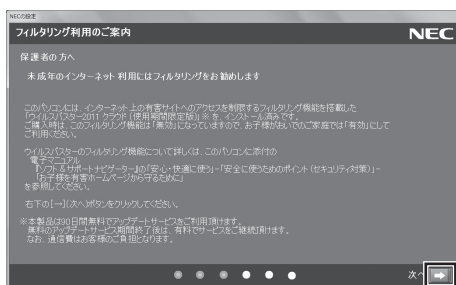 NECの設定
フィルタリング利用のご案内
NEC
保護者の方へ
未成年のインターネット利用にはフィルタリングをお勧めします
このパソコンには、インターネット上の有害サイトへのアクセスを制限するフィルタリング機能を搭載した
「ウイルスバスター2011 クラウド(使用期間限定版)」※ を、インストール済みです。
ご購入時は、このフィルタリング機能は「無効」になっていますので、お子様がおいでのご家庭では「有効」にして
ご利用ください。
ウイルスバスターのフィルタリング機能について詳しくは、このパソコンに添付の
電子マニュアル
『ソフト&サポートナビゲーター』の「安心・快適に使う」-「安全に使うためのポイント(セキュリティ対策)」-
「お子様を有害ホームページから守るために」
を参照してください。
右下の[→](次へ)ボタンをクリックしてください。
※本製品は90日間無料でアップデートサービスをご利用頂けます。
無料のアップデートサービス期間終了後は、有料でサービスをご継続頂けます。
なお、通信費はお客様のご負担となります。
次へ